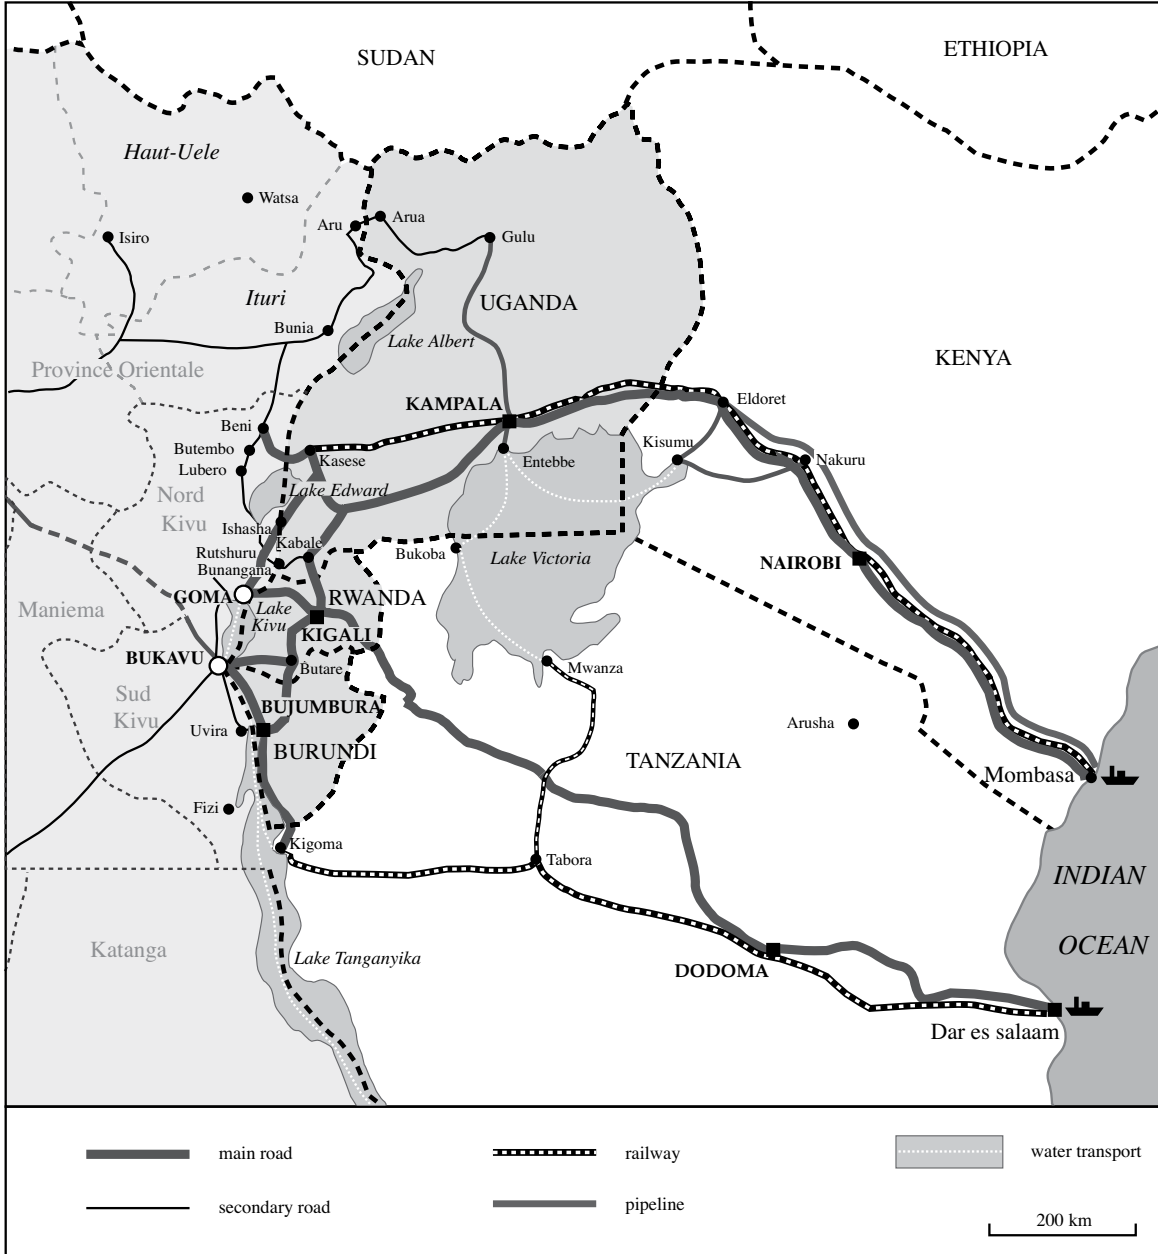 SUDAN
ETHIOPIA
Haut-Uele
Watsa
Isiro
Aru
Arua
Gulu
Ituri
UGANDA
Bunia
Lake Albert
KENYA
Province Orientale
KAMPALA
Eldoret
Beni
Butembo
Lubero
Kasese
Entebbe
Kisumu
Nakuru
Nord
Kivu
Lake Edward
Ishasha
Kabale
Rutshuru
Bunangana
Bukoba
Lake Victoria
NAIROBI
GOMA
Lake
Kivu
RWANDA
Maniema
KIGALI
BUKAVU
Butare
Mwanza
Sud
Kivu
BUJUMBURA
Uvira
BURUNDI
Arusha
TANZANIA
Mombasa
Fizi
Kigoma
Tabora
INDIAN
OCEAN
Katanga
Lake Tanganyika
DODOMA
Dar es salaam
main road
railway
water transport
secondary road
pipeline
200 km